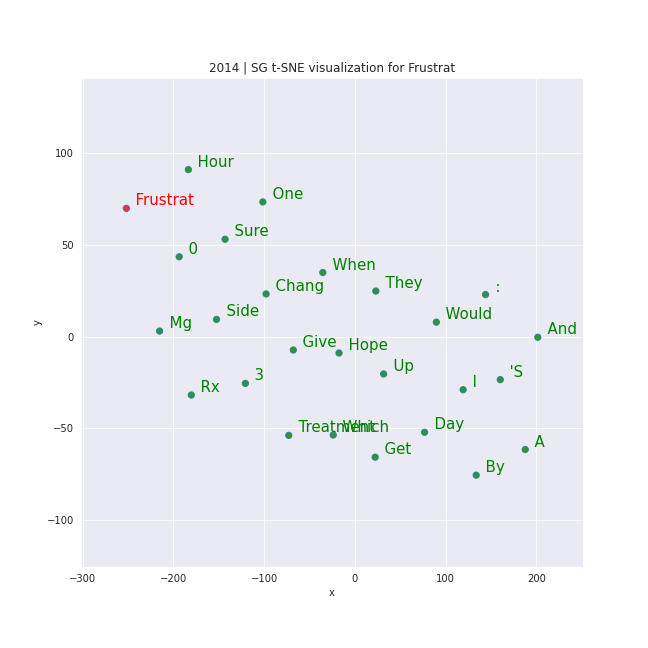 2014 | SG t-SNE visualization for Frustrat
Hour
One
Frustrat
Sure
0
When
Chang
They
:
Side
Would
Mg
And
Give
Hope
Up
'S
3
I
Rx
Treatment
Which
Day
Get
A
By
100
50
0
−50
−100
y
−300 −200 −100 0 100 200
x